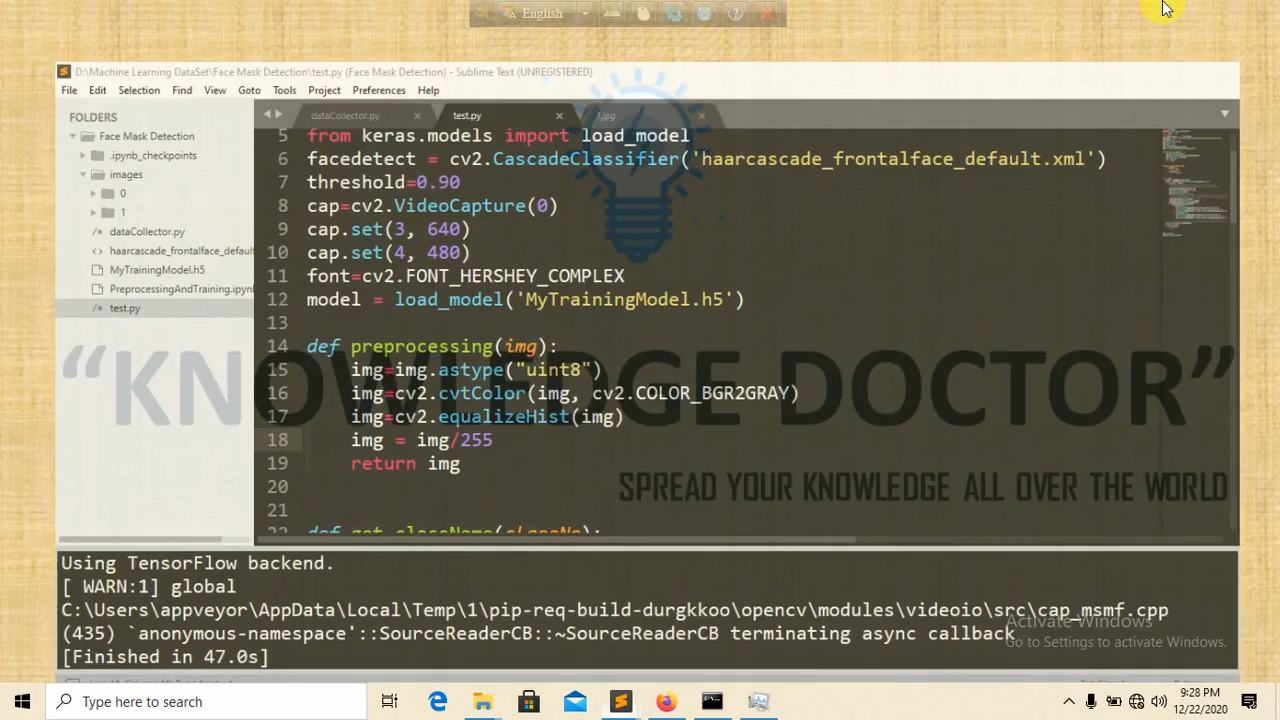 English
D:\Machine Learning DataSet\Face Mask Detection\test.py (Face Mask Detection) - Sublime Text (UNREGISTERED)
File Edit Selection Find View Goto Tools Project Preferences Help
FOLDERS
Face Mask Detection
.ipynb_checkpoints
images
0
1
dataCollector.py
haarcascade_frontalface_defaul
MyTrainingModel.h5
PreprocessingAndTraining.ipynb
test.py
dataCollector.py test.py 1.jpg
5 from keras.models import load_model
6 facedetect = cv2.CascadeClassifier('haarcascade_frontalface_default.xml')
7 threshold=0.90
8 cap=cv2.VideoCapture(0)
9 cap.set(3, 640)
10 cap.set(4, 480)
11 font=cv2.FONT_HERSHEY_COMPLEX
12 model = load_model('MyTrainingModel.h5')
13
14 def preprocessing(img):
15 img=img.astype("uint8")
16 img=cv2.cvtColor(img, cv2.COLOR_BGR2GRAY)
17 img=cv2.equalizeHist(img)
18 img = img/255
19 return img
20
21
22 def get_className(classNo):
“KNOWLEDGE DOCTOR”
SPREAD YOUR KNOWLEDGE ALL OVER THE WORLD
Using TensorFlow backend.
[ WARN:1] global
C:\Users\appveyor\AppData\Local\Temp\1\pip-req-build-durgkkoo\opencv\modules\videoio\src\cap_msmf.cpp
(435) `anonymous-namespace'::SourceReaderCB::~SourceReaderCB terminating async callback
[Finished in 47.0s]
Activate Windows
Go to Settings to activate Windows.
Type here to search
9:28 PM
12/22/2020